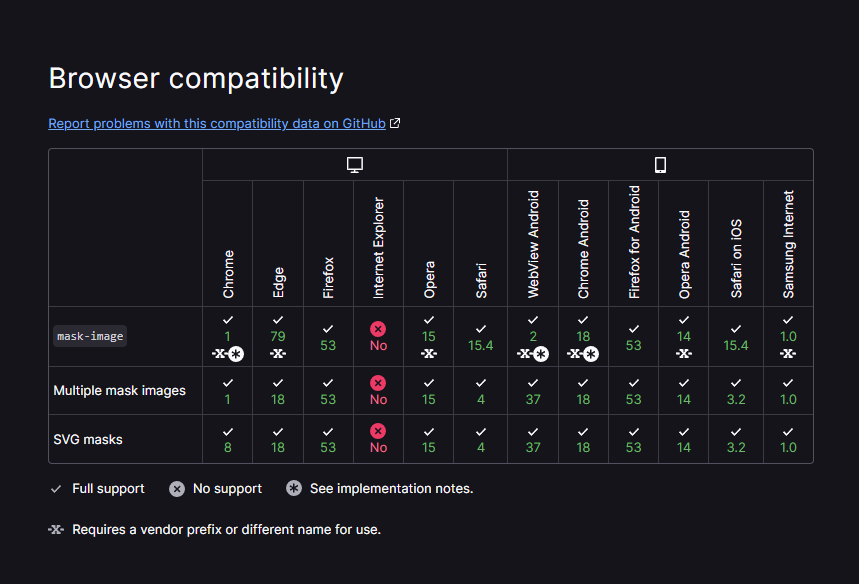 Browser compatibility
Report problems with this compatibility data on GitHub
Chrome Edge Firefox Internet Explorer Opera Safari WebView Android Chrome Android Firefox for Android Opera Android Safari on iOS Samsung Internet
mask-image 1 79 53 No 15 15.4 2 18 53 14 15.4 1.0
Multiple mask images 1 18 53 No 15 4 37 18 53 14 3.2 1.0
SVG masks 8 18 53 No 15 4 37 18 53 14 3.2 1.0
Full support No support See implementation notes.
Requires a vendor prefix or different name for use.